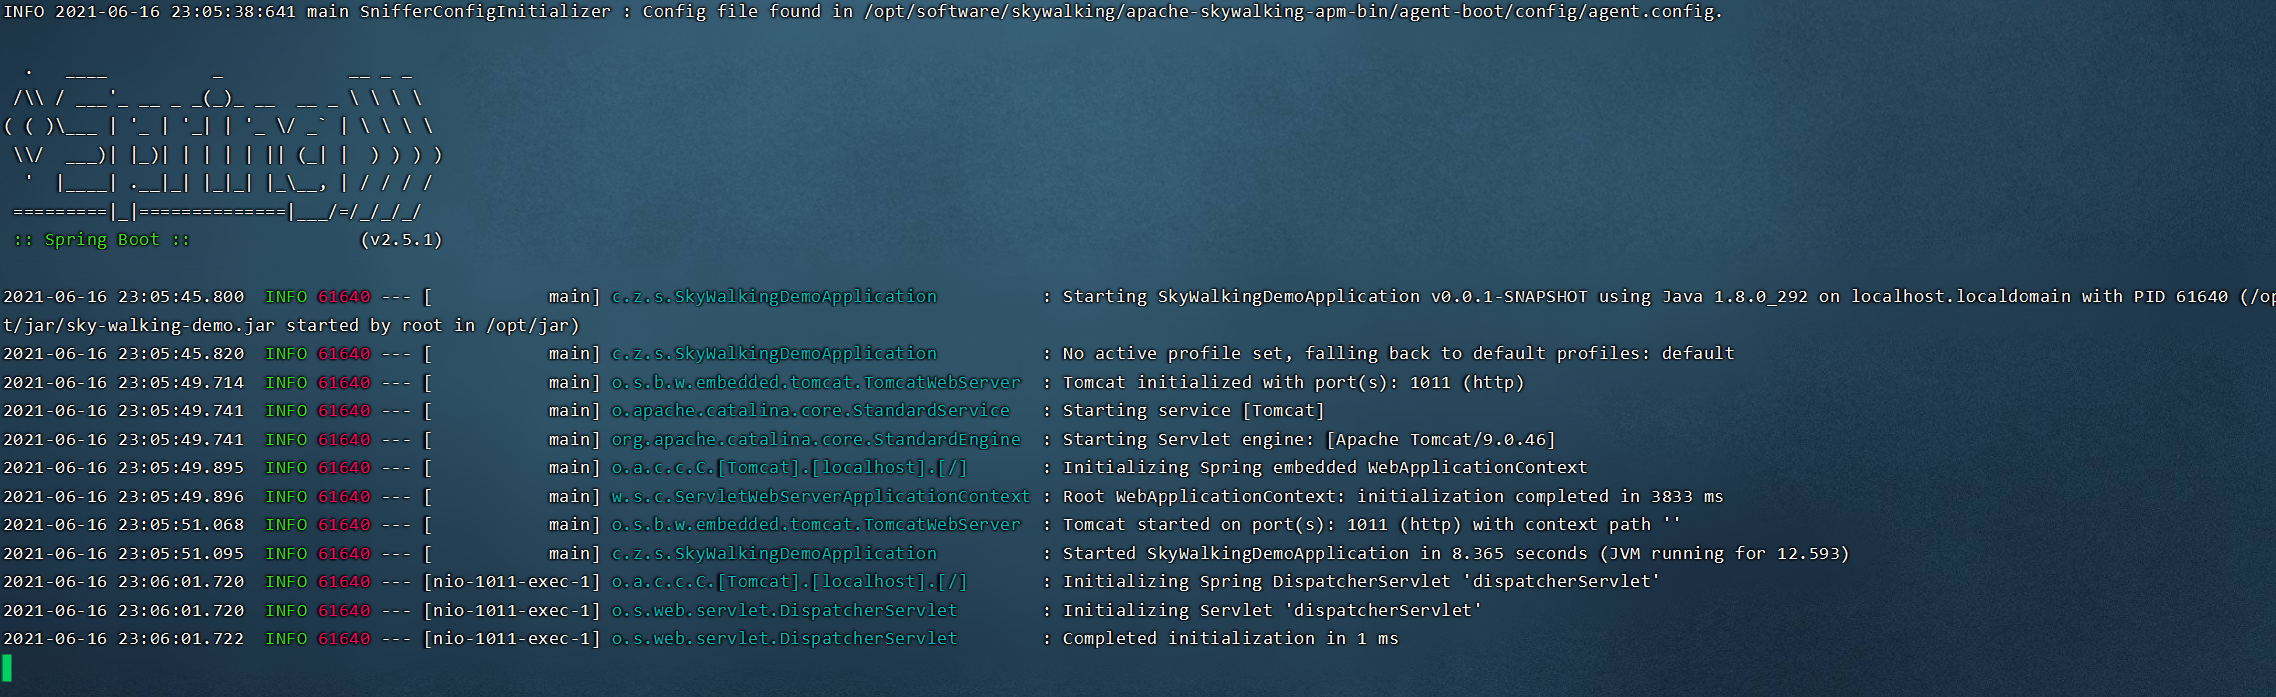 INFO 2021-06-16 23:05:38:641 main SnifferConfigInitializer : Config file found in /opt/software/skywalking/apache-skywalking-apm-bin/agent-boot/config/agent.config.
  .   ____          _            __ _ _
 /\\ / ___'_ __ _ _(_)_ __  __ _ \ \ \ \
( ( )\___ | '_ | '_| | '_ \/ _` | \ \ \ \
 \\/  ___)| |_)| | | | | || (_| |  ) ) ) )
  '  |____| .__|_| |_|_| |_\__, | / / / /
 =========|_|==============|___/=/_/_/_/
 :: Spring Boot ::                (v2.5.1)
2021-06-16 23:05:45.800  INFO 61640 --- [           main] c.z.s.SkyWalkingDemoApplication          : Starting SkyWalkingDemoApplication v0.0.1-SNAPSHOT using Java 1.8.0_292 on localhost.localdomain with PID 61640 (/op
t/jar/sky-walking-demo.jar started by root in /opt/jar)
2021-06-16 23:05:45.820  INFO 61640 --- [           main] c.z.s.SkyWalkingDemoApplication          : No active profile set, falling back to default profiles: default
2021-06-16 23:05:49.714  INFO 61640 --- [           main] o.s.b.w.embedded.tomcat.TomcatWebServer  : Tomcat initialized with port(s): 1011 (http)
2021-06-16 23:05:49.741  INFO 61640 --- [           main] o.apache.catalina.core.StandardService   : Starting service [Tomcat]
2021-06-16 23:05:49.741  INFO 61640 --- [           main] org.apache.catalina.core.StandardEngine  : Starting Servlet engine: [Apache Tomcat/9.0.46]
2021-06-16 23:05:49.895  INFO 61640 --- [           main] o.a.c.c.C.[Tomcat].[localhost].[/]       : Initializing Spring embedded WebApplicationContext
2021-06-16 23:05:49.896  INFO 61640 --- [           main] w.s.c.ServletWebServerApplicationContext : Root WebApplicationContext: initialization completed in 3833 ms
2021-06-16 23:05:51.068  INFO 61640 --- [           main] o.s.b.w.embedded.tomcat.TomcatWebServer  : Tomcat started on port(s): 1011 (http) with context path ''
2021-06-16 23:05:51.095  INFO 61640 --- [           main] c.z.s.SkyWalkingDemoApplication          : Started SkyWalkingDemoApplication in 8.365 seconds (JVM running for 12.593)
2021-06-16 23:06:01.720  INFO 61640 --- [nio-1011-exec-1] o.a.c.c.C.[Tomcat].[localhost].[/]       : Initializing Spring DispatcherServlet 'dispatcherServlet'
2021-06-16 23:06:01.720  INFO 61640 --- [nio-1011-exec-1] o.s.web.servlet.DispatcherServlet        : Initializing Servlet 'dispatcherServlet'
2021-06-16 23:06:01.722  INFO 61640 --- [nio-1011-exec-1] o.s.web.servlet.DispatcherServlet        : Completed initialization in 1 ms